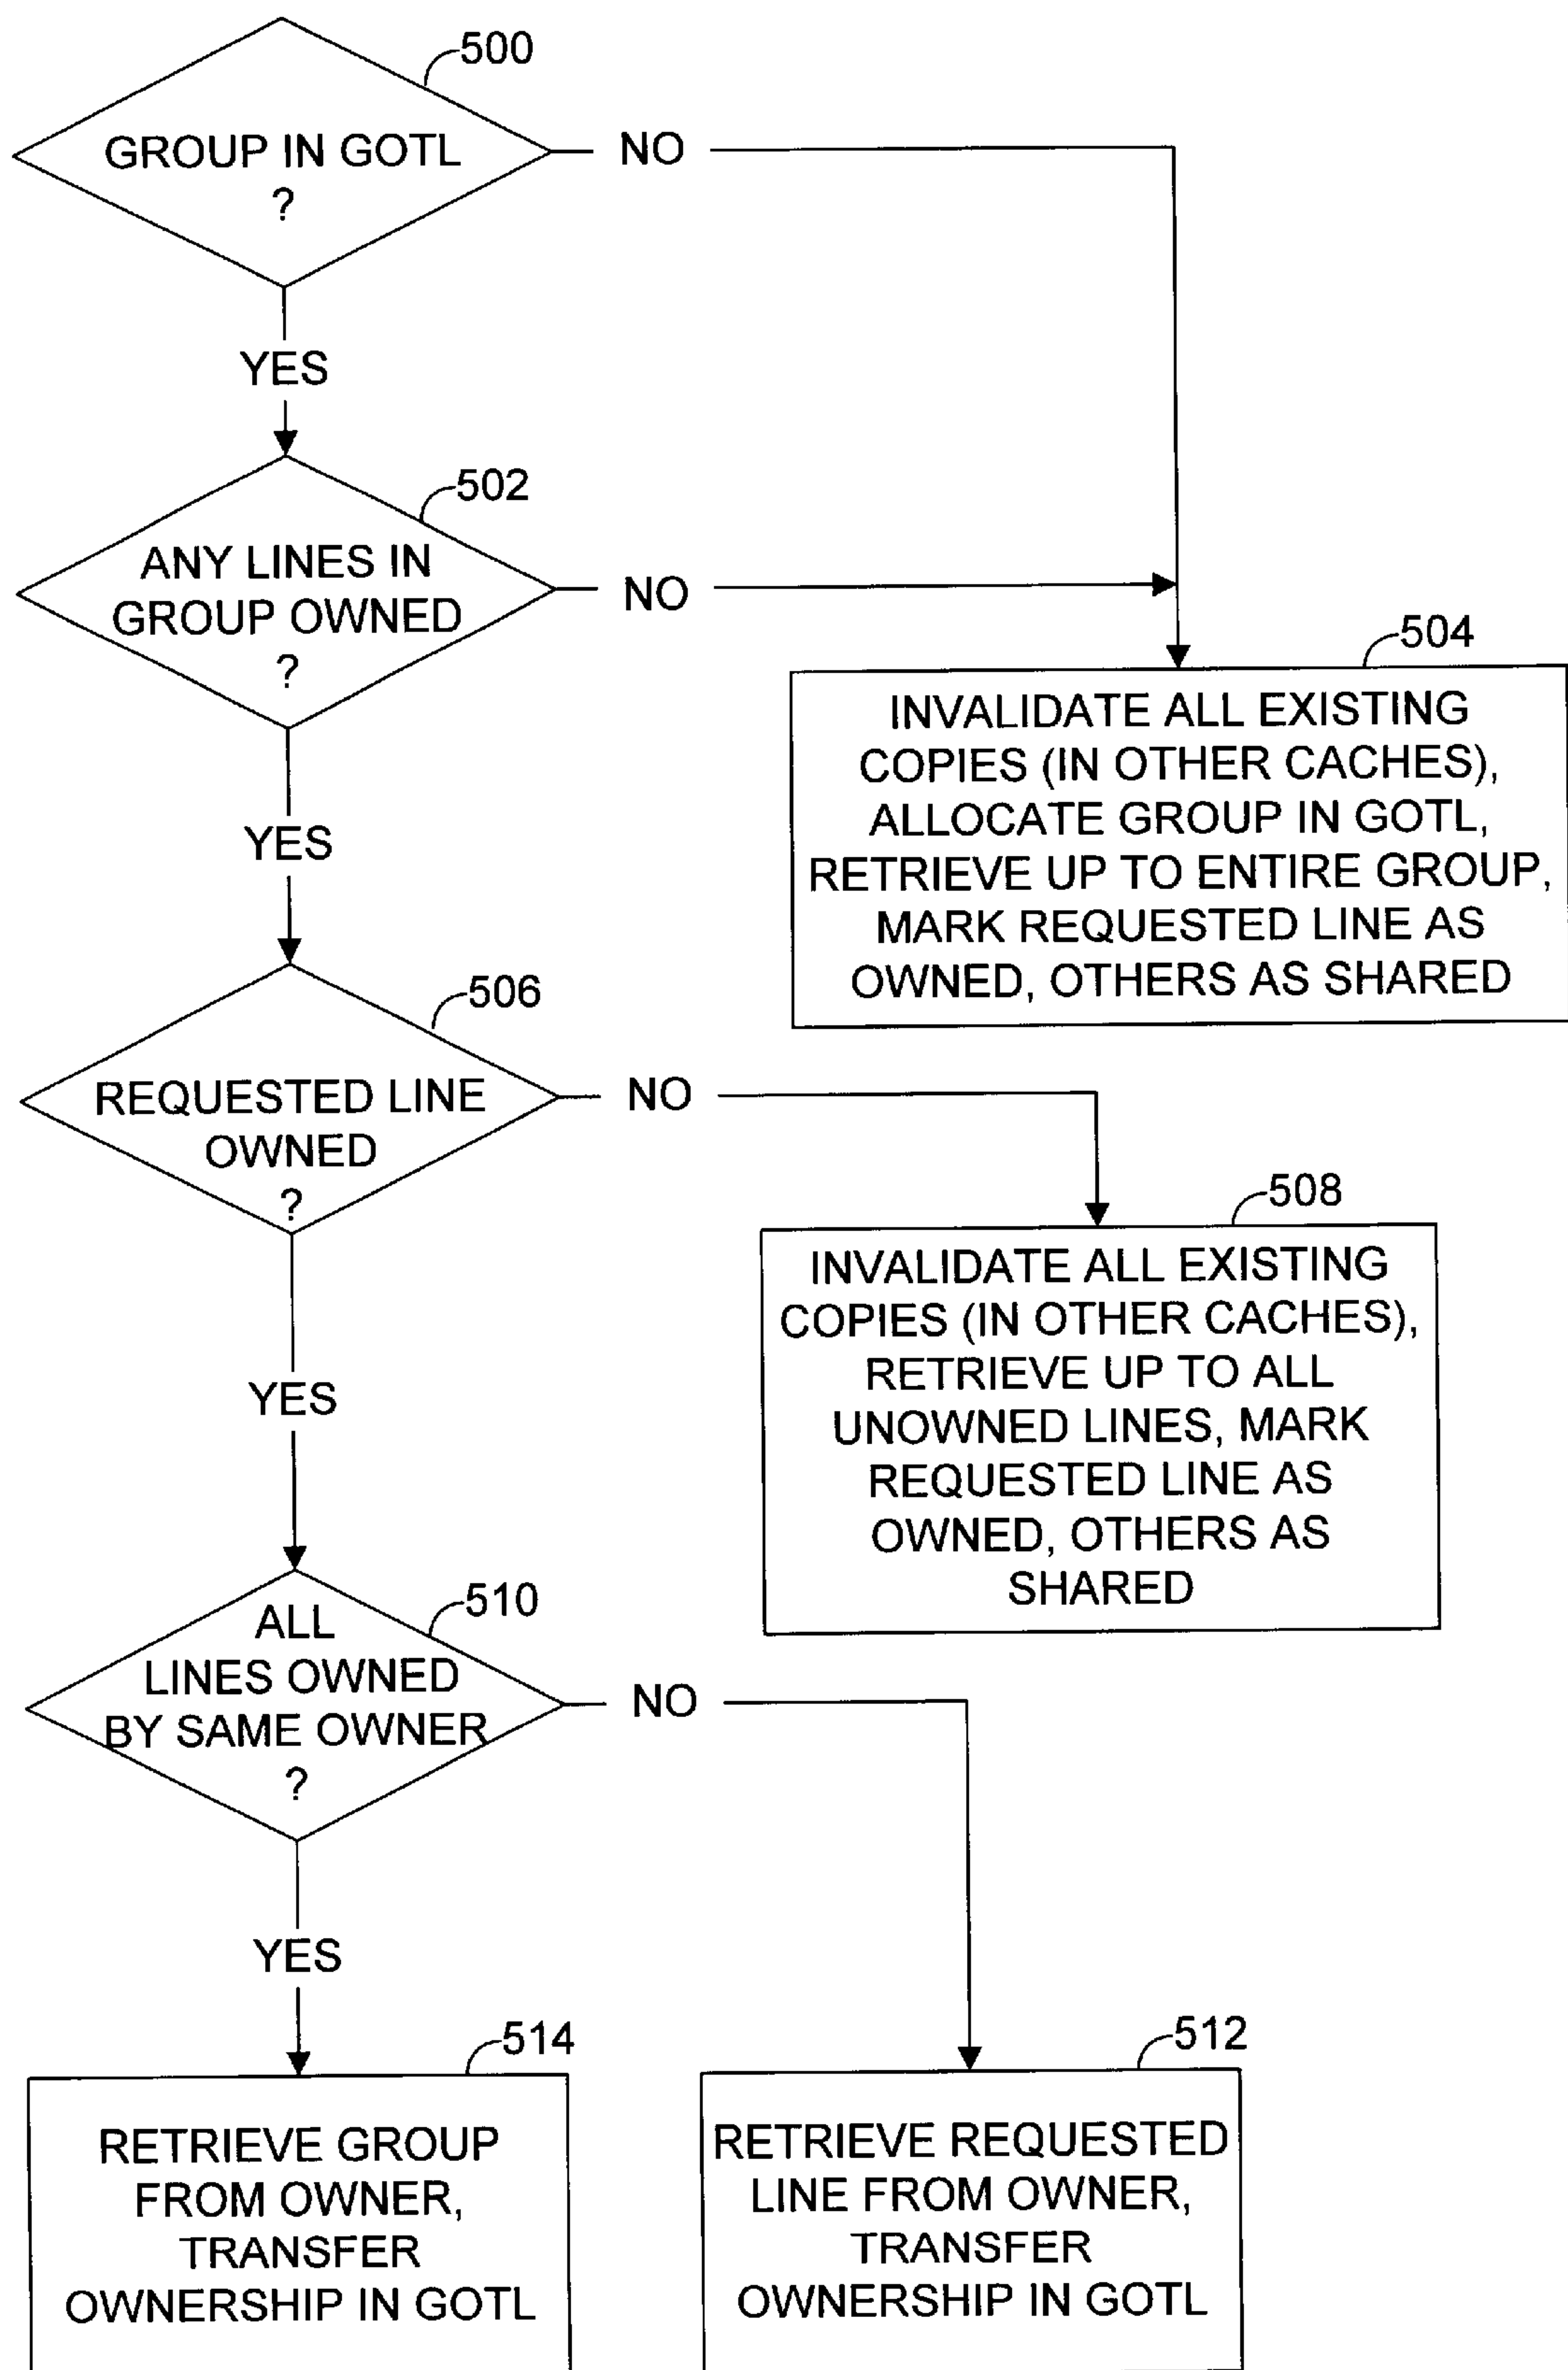 500
GROUP IN GOTL
?
NO
YES
502
ANY LINES IN
GROUP OWNED
?
NO
504
INVALIDATE ALL EXISTING
COPIES (IN OTHER CACHES),
ALLOCATE GROUP IN GOTL,
RETRIEVE UP TO ENTIRE GROUP,
MARK REQUESTED LINE AS
OWNED, OTHERS AS SHARED
YES
506
REQUESTED LINE
OWNED
?
NO
508
INVALIDATE ALL EXISTING
COPIES (IN OTHER CACHES),
RETRIEVE UP TO ALL
UNOWNED LINES, MARK
REQUESTED LINE AS
OWNED, OTHERS AS
SHARED
YES
510
ALL
LINES OWNED
BY SAME OWNER
?
NO
YES
514
RETRIEVE GROUP
FROM OWNER,
TRANSFER
OWNERSHIP IN GOTL
512
RETRIEVE REQUESTED
LINE FROM OWNER,
TRANSFER
OWNERSHIP IN GOTL